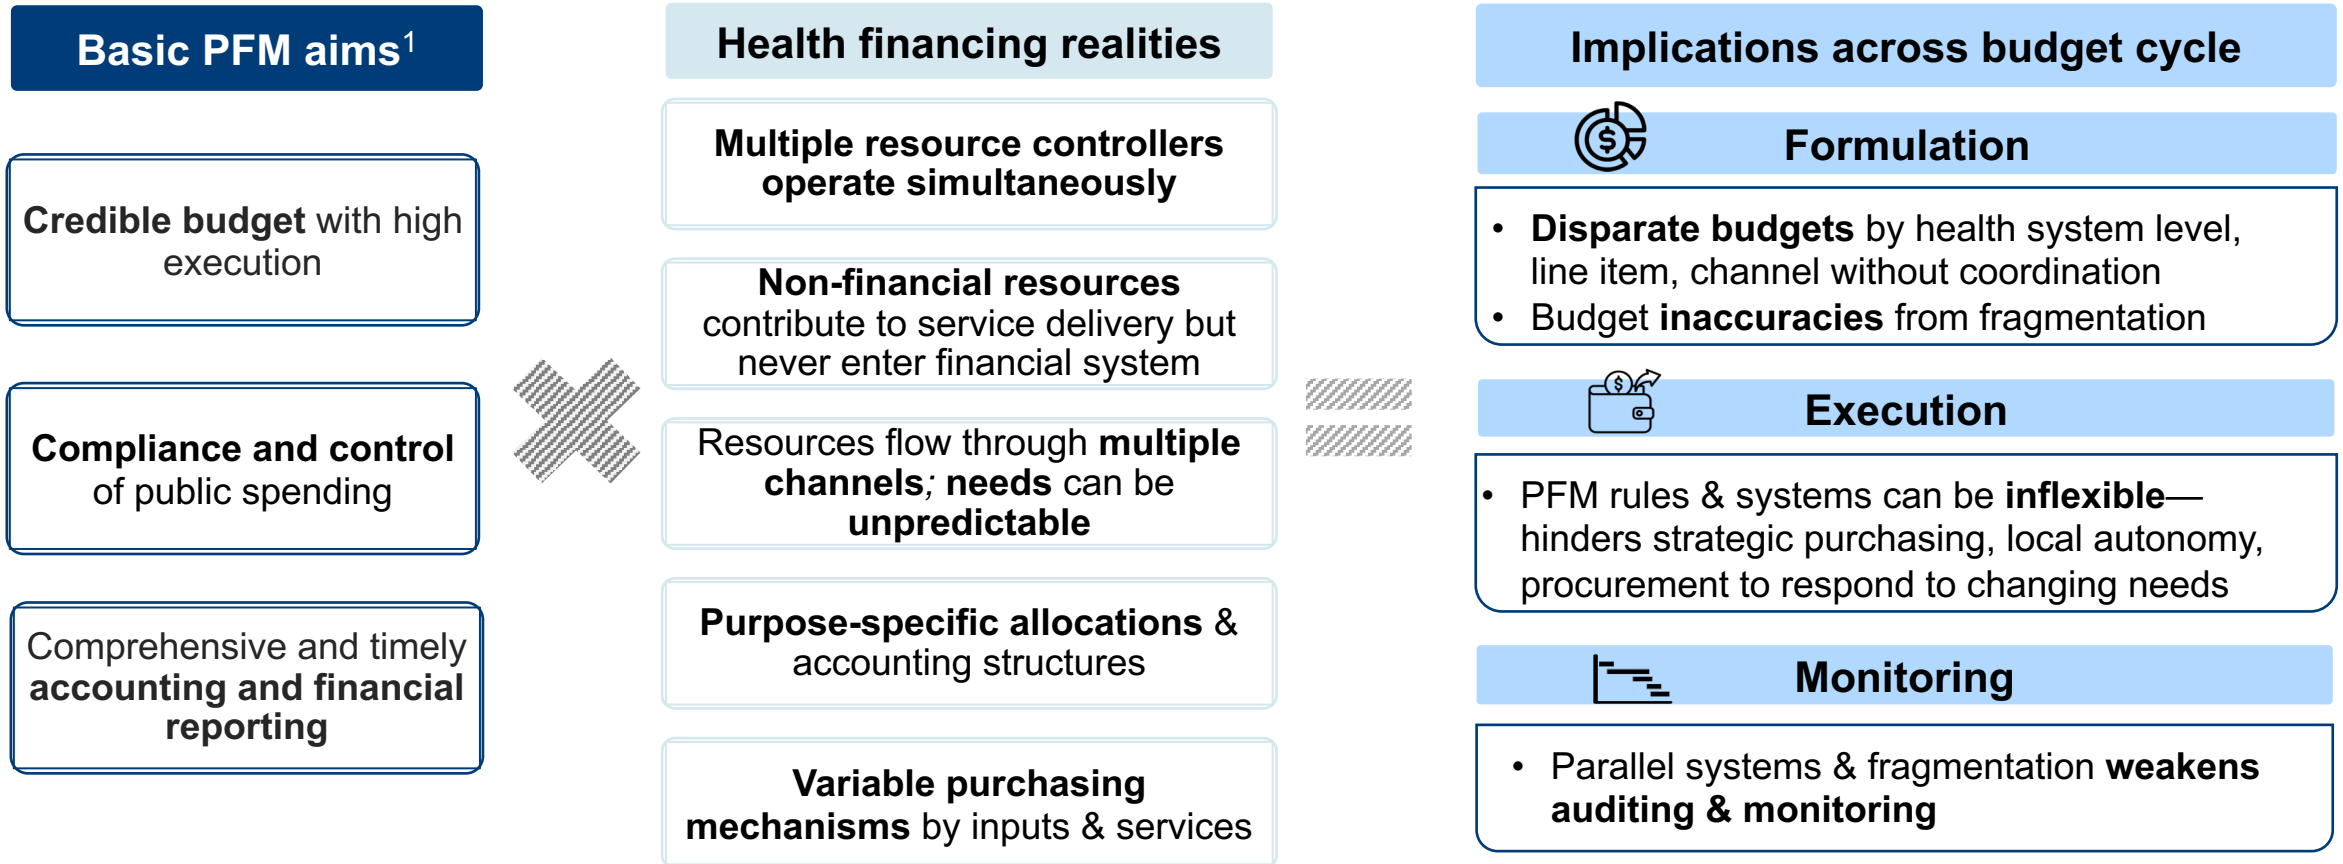 Basic PFM aims1
Credible budget with high
execution
Compliance and control
of public spending
Comprehensive and timely
accounting and financial
reporting
Health financing realities
Multiple resource controllers
operate simultaneously
Non-financial resources
contribute to service delivery but
never enter financial system
Resources flow through multiple
channels; needs can be
unpredictable
Purpose-specific allocations &
accounting structures
Variable purchasing
mechanisms by inputs & services
Implications across budget cycle
$
Formulation
• Disparate budgets by health system level,
line item, channel without coordination
• Budget inaccuracies from fragmentation
$
Execution
• PFM rules & systems can be inflexible—
hinders strategic purchasing, local autonomy,
procurement to respond to changing needs
Monitoring
• Parallel systems & fragmentation weakens
auditing & monitoring